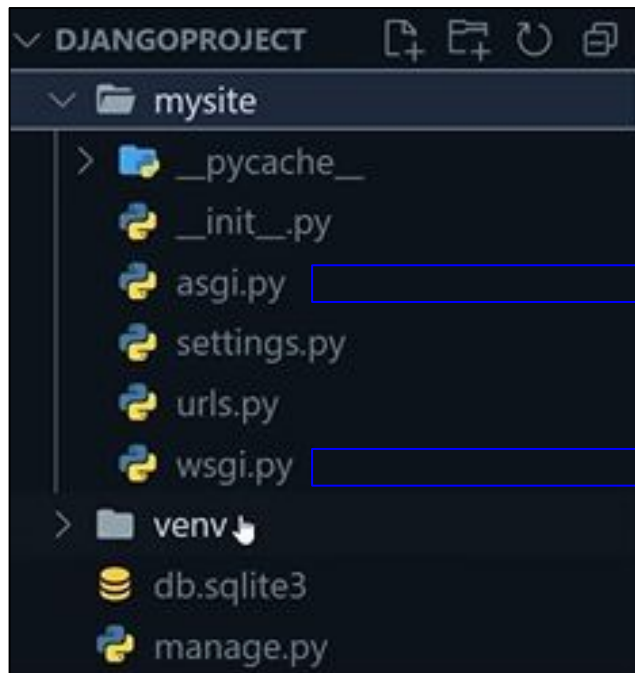 DJANGOPROJECT
mysite
__pycache__
__init__.py
asgi.py
settings.py
urls.py
wsgi.py
venv
db.sqlite3
manage.py